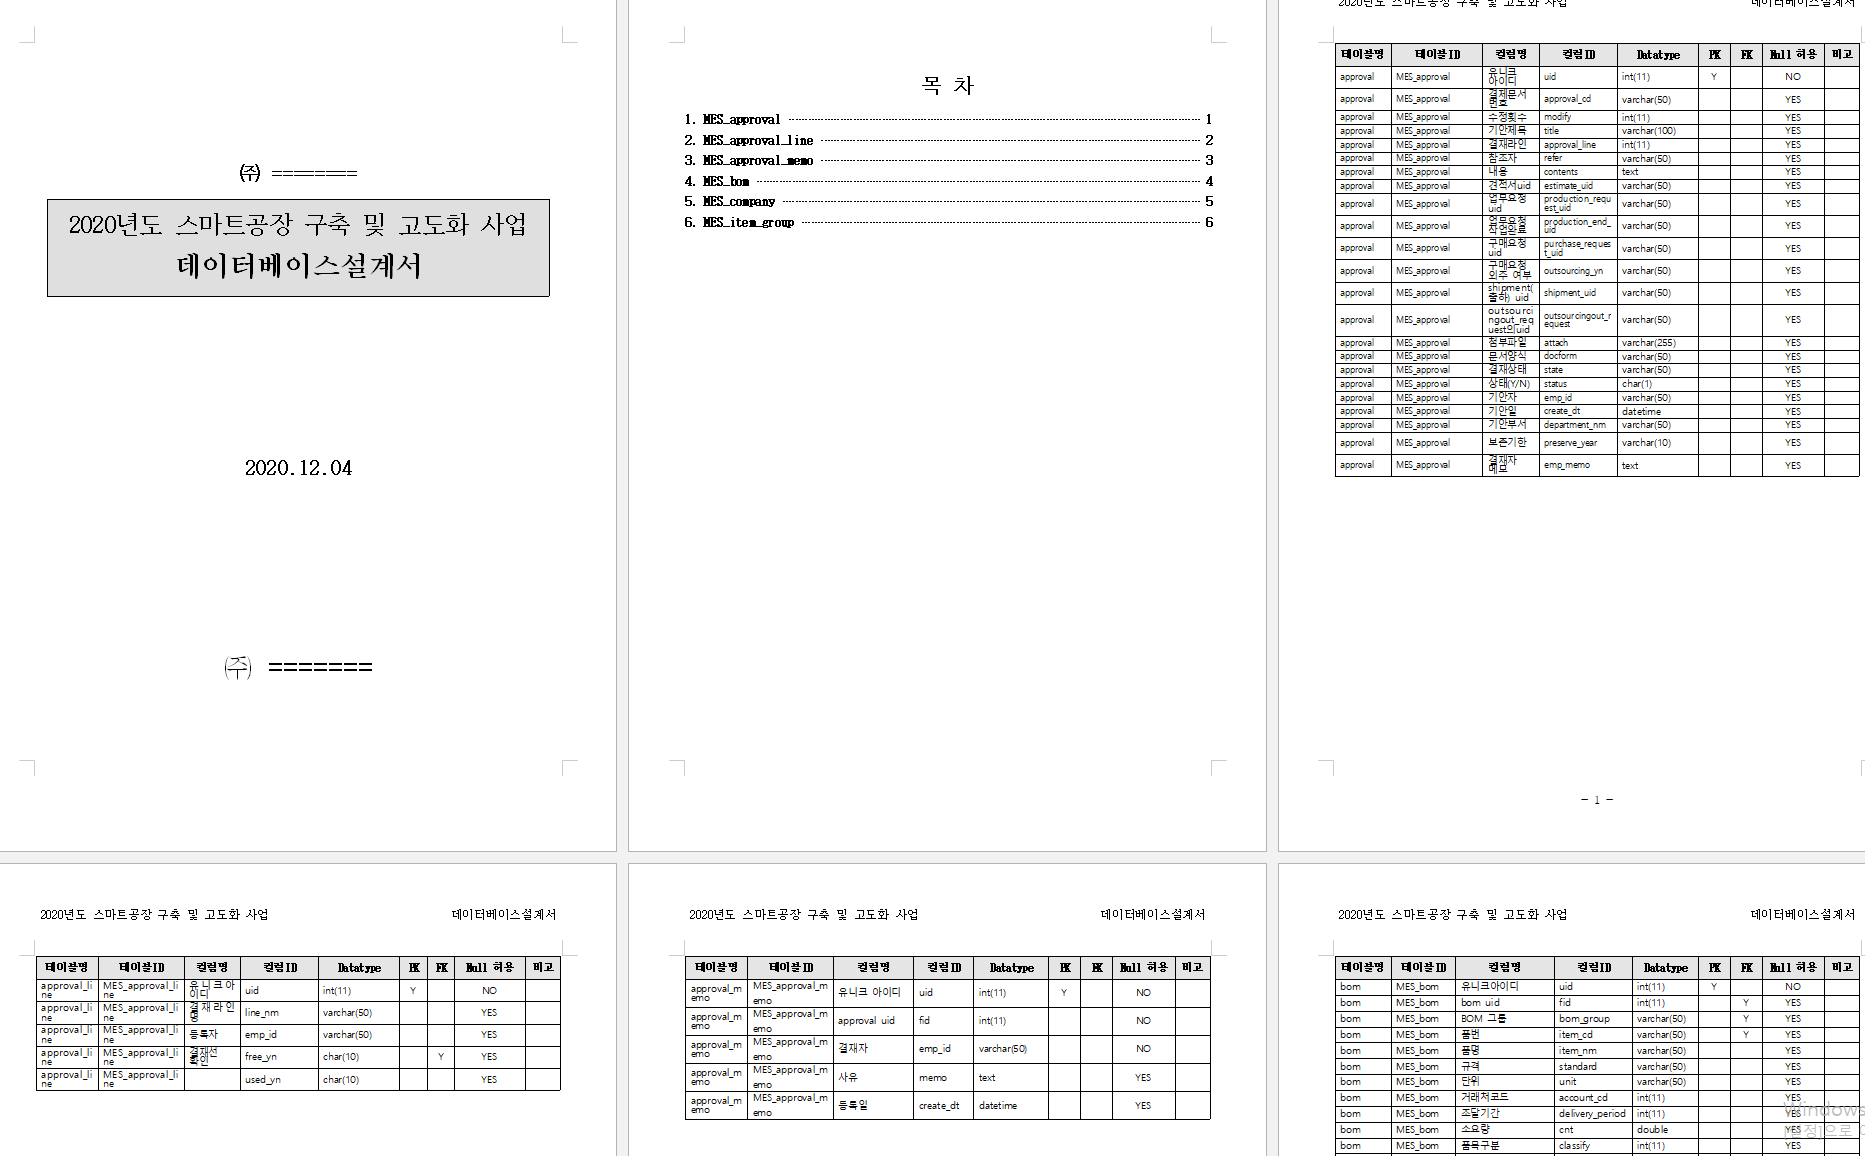 ㈜ ========
2020년도 스마트공장 구축 및 고도화 사업
데이터베이스설계서
2020.12.04
㈜ =======
목 차
1. MES_approval 1
2. MES_approval_line 2
3. MES_approval_memo 3
4. MES_bom 4
5. MES_company 5
6. MES_item_group 6
2020년도 스마트공장 구축 및 고도화 사업 데이터베이스설계서
테이블명 테이블ID 컬럼명 컬럼ID Datatype PK FK Null 허용 비고
approval MES_approval 유니크 아이디 uid int(11) Y NO
approval MES_approval 결제문서 번호 approval_cd varchar(50) YES
approval MES_approval 수정횟수 modify int(11) YES
approval MES_approval 기안제목 title varchar(100) YES
approval MES_approval 결재라인 approval_line int(11) YES
approval MES_approval 참조자 refer varchar(50) YES
approval MES_approval 내용 contents text YES
approval MES_approval 견적서uid estimate_uid varchar(50) YES
approval MES_approval 업무요청 uid production_request_uid varchar(50) YES
approval MES_approval 업무요청 작업완료 production_end_uid varchar(50) YES
approval MES_approval 구매요청 uid purchase_request_uid varchar(50) YES
approval MES_approval 구매요청 외주 여부 outsourcing_yn varchar(50) YES
approval MES_approval shipment(출하) uid shipment_uid varchar(50) YES
approval MES_approval outsourcingout_request의uid outsourcingout_request varchar(50) YES
approval MES_approval 첨부파일 attach varchar(255) YES
approval MES_approval 문서양식 docform varchar(50) YES
approval MES_approval 결재상태 state varchar(50) YES
approval MES_approval 상태(Y/N) status char(1) YES
approval MES_approval 기안자 emp_id varchar(50) YES
approval MES_approval 기안일 create_dt datetime YES
approval MES_approval 기안부서 department_nm varchar(50) YES
approval MES_approval 보존기한 preserve_year varchar(10) YES
approval MES_approval 결재자 메모 emp_memo text YES
- 1 -
2020년도 스마트공장 구축 및 고도화 사업 데이터베이스설계서
테이블명 테이블ID 컬럼명 컬럼ID Datatype PK FK Null 허용 비고
approval_line MES_approval_line 유니크아이디 uid int(11) Y NO
approval_line MES_approval_line 결재라인명 line_nm varchar(50) YES
approval_line MES_approval_line 등록자 emp_id varchar(50) YES
approval_line MES_approval_line 결재선 확인 free_yn char(10) Y YES
approval_line MES_approval_line used_yn char(10) YES
2020년도 스마트공장 구축 및 고도화 사업 데이터베이스설계서
테이블명 테이블ID 컬럼명 컬럼ID Datatype PK FK Null 허용 비고
approval_memo MES_approval_memo 유니크 아이디 uid int(11) Y NO
approval_memo MES_approval_memo approval uid fid int(11) NO
approval_memo MES_approval_memo 결재자 emp_id varchar(50) NO
approval_memo MES_approval_memo 사유 memo text YES
approval_memo MES_approval_memo 등록일 create_dt datetime YES
2020년도 스마트공장 구축 및 고도화 사업 데이터베이스설계서
테이블명 테이블ID 컬럼명 컬럼ID Datatype PK FK Null 허용 비고
bom MES_bom 유니크아이디 uid int(11) Y NO
bom MES_bom bom uid fid int(11) Y YES
bom MES_bom BOM 그룹 bom_group varchar(50) Y YES
bom MES_bom 품번 item_cd varchar(50) Y YES
bom MES_bom 품명 item_nm varchar(50) YES
bom MES_bom 규격 standard varchar(50) YES
bom MES_bom 단위 unit varchar(50) YES
bom MES_bom 거래처코드 account_cd int(11) YES
bom MES_bom 조달기간 delivery_period int(11) YES
bom MES_bom 소요량 cnt double YES
bom MES_bom 품목구분 classify int(11) YES
Windows
[설정]으로